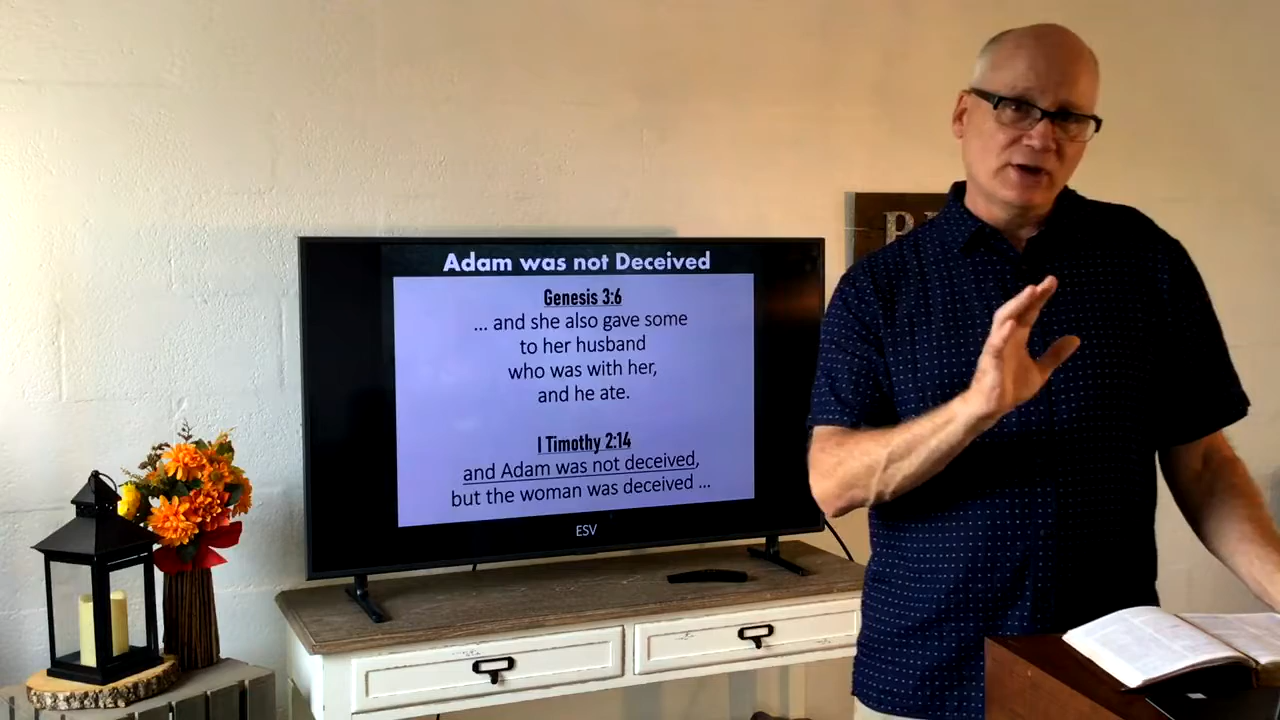 Adam was not Deceived
Genesis 3:6
... and she also gave some
to her husband
who was with her,
and he ate.
I Timothy 2:14
and Adam was not deceived,
but the woman was deceived ...
ESV